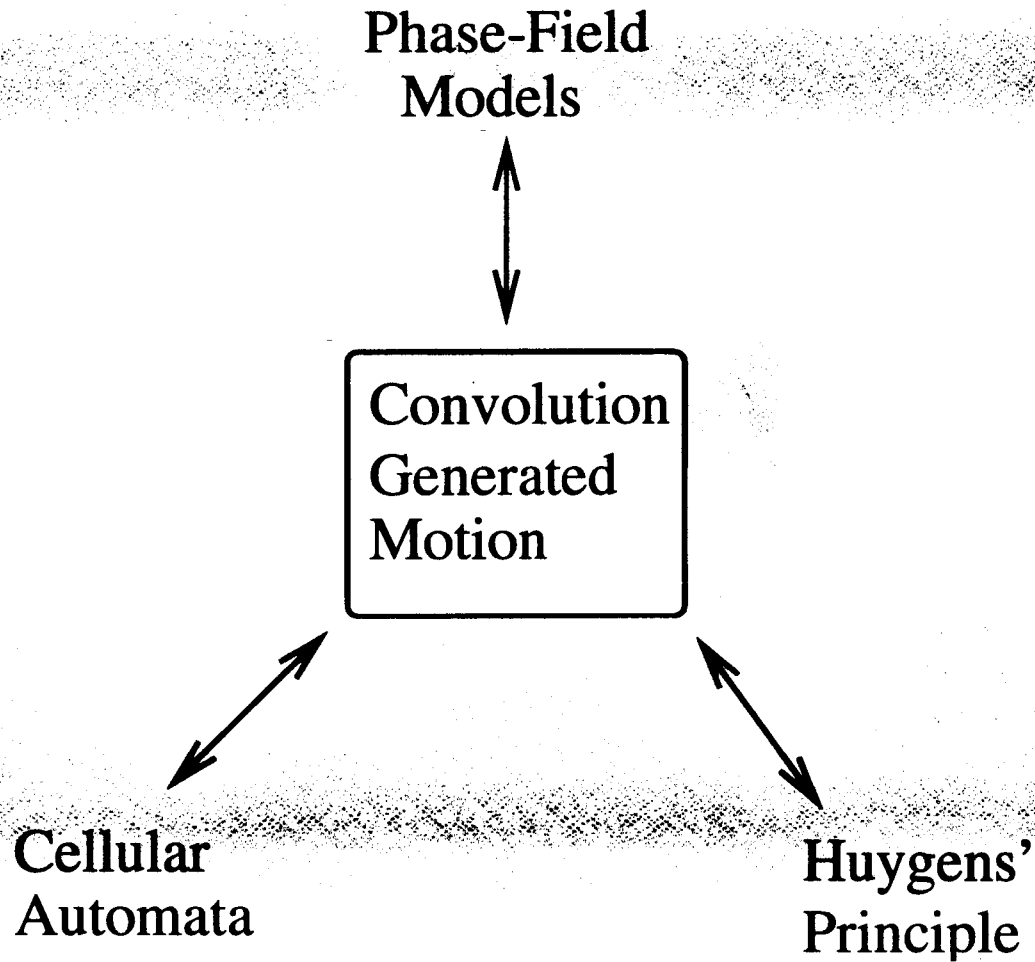 Phase-Field
Models
Convolution
Generated
Motion
Cellular
Automata
Huygens’
Principle